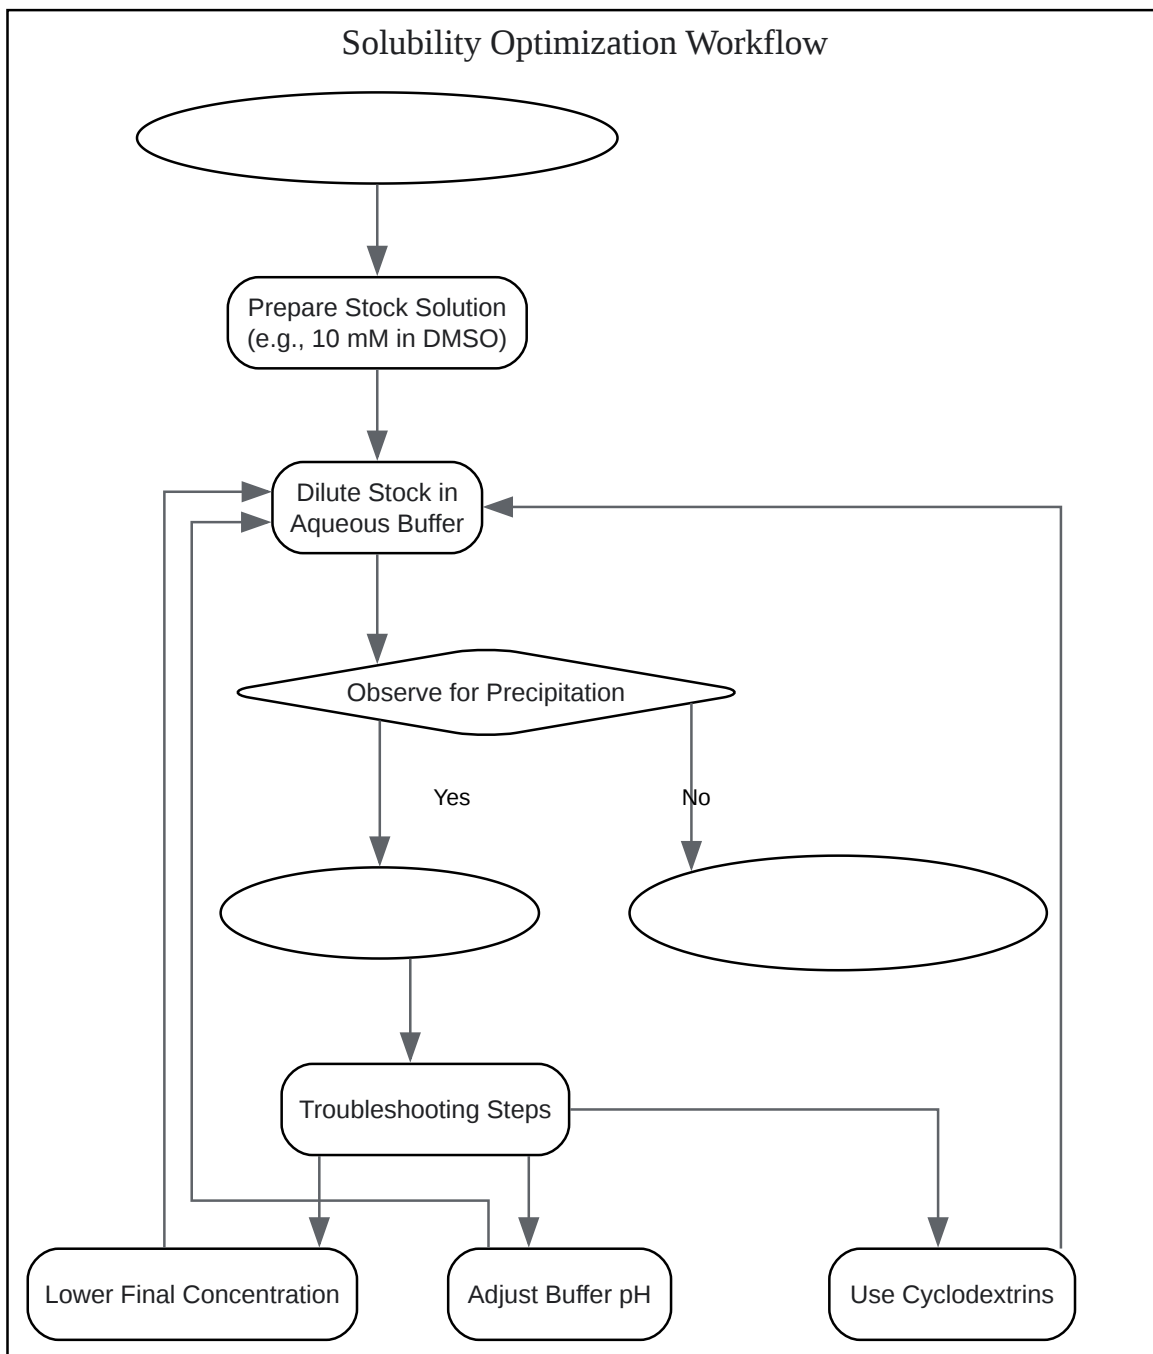 Solubility Optimization Workflow
Prepare Stock Solution
(e.g., 10 mM in DMSO)
Dilute Stock in
Aqueous Buffer
Observe for Precipitation
Yes
No
Troubleshooting Steps
Lower Final Concentration
Adjust Buffer pH
Use Cyclodextrins